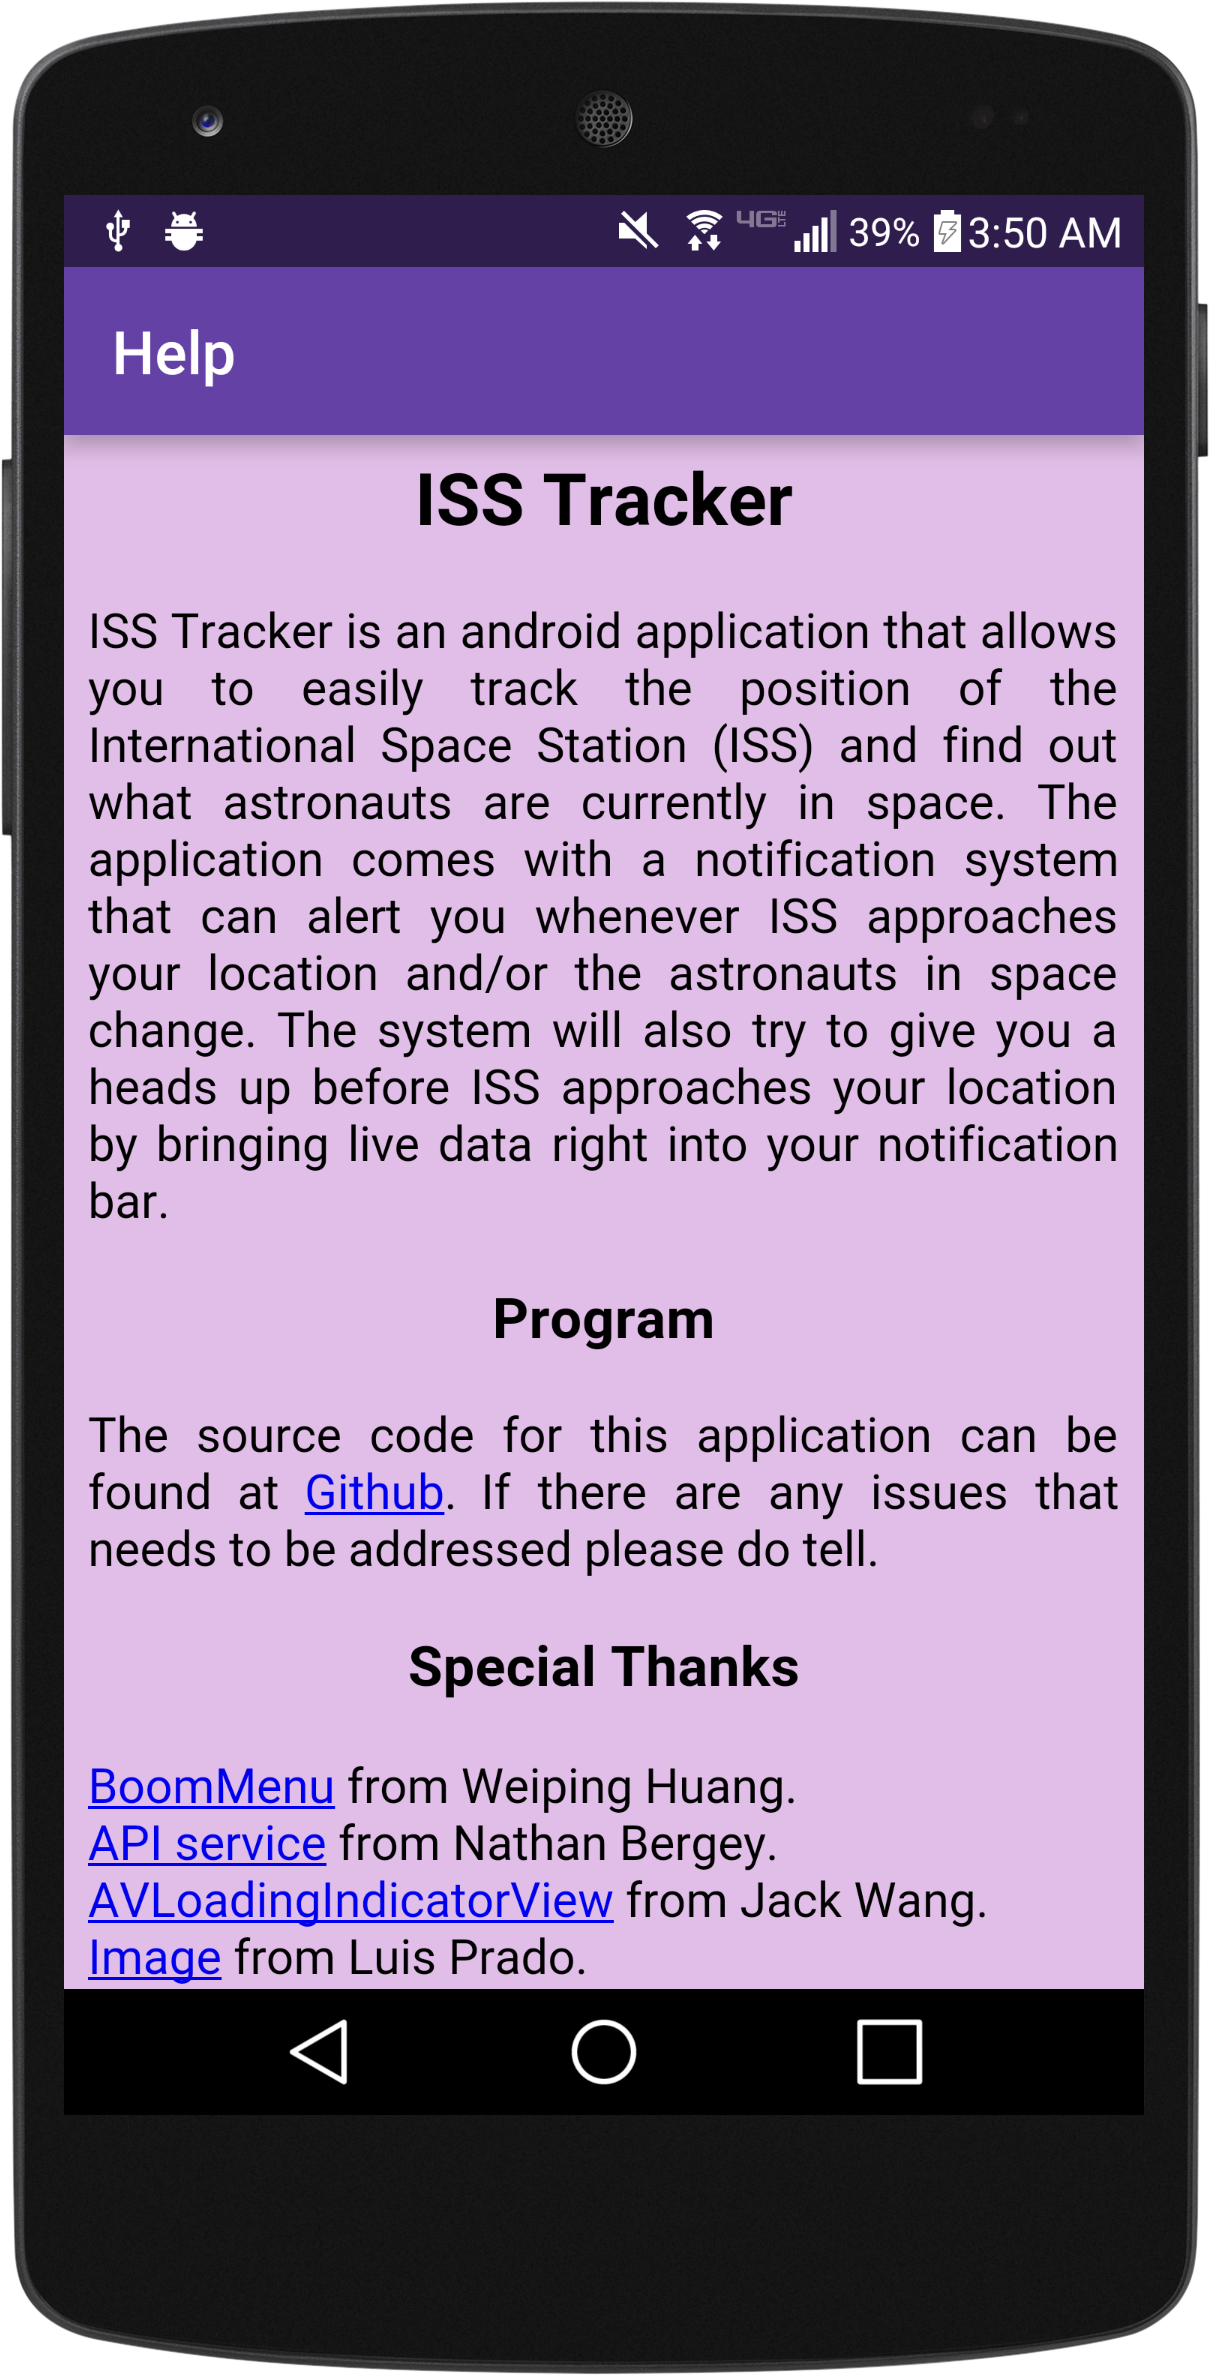 4G LTE 39% 3:50 AM
Help
ISS Tracker
ISS Tracker is an android application that allows
you to easily track the position of the
International Space Station (ISS) and find out
what astronauts are currently in space. The
application comes with a notification system
that can alert you whenever ISS approaches
your location and/or the astronauts in space
change. The system will also try to give you a
heads up before ISS approaches your location
by bringing live data right into your notification
bar.
Program
The source code for this application can be
found at Github. If there are any issues that
needs to be addressed please do tell.
Special Thanks
BoomMenu from Weiping Huang.
API service from Nathan Bergey.
AVLoadingIndicatorView from Jack Wang.
Image from Luis Prado.